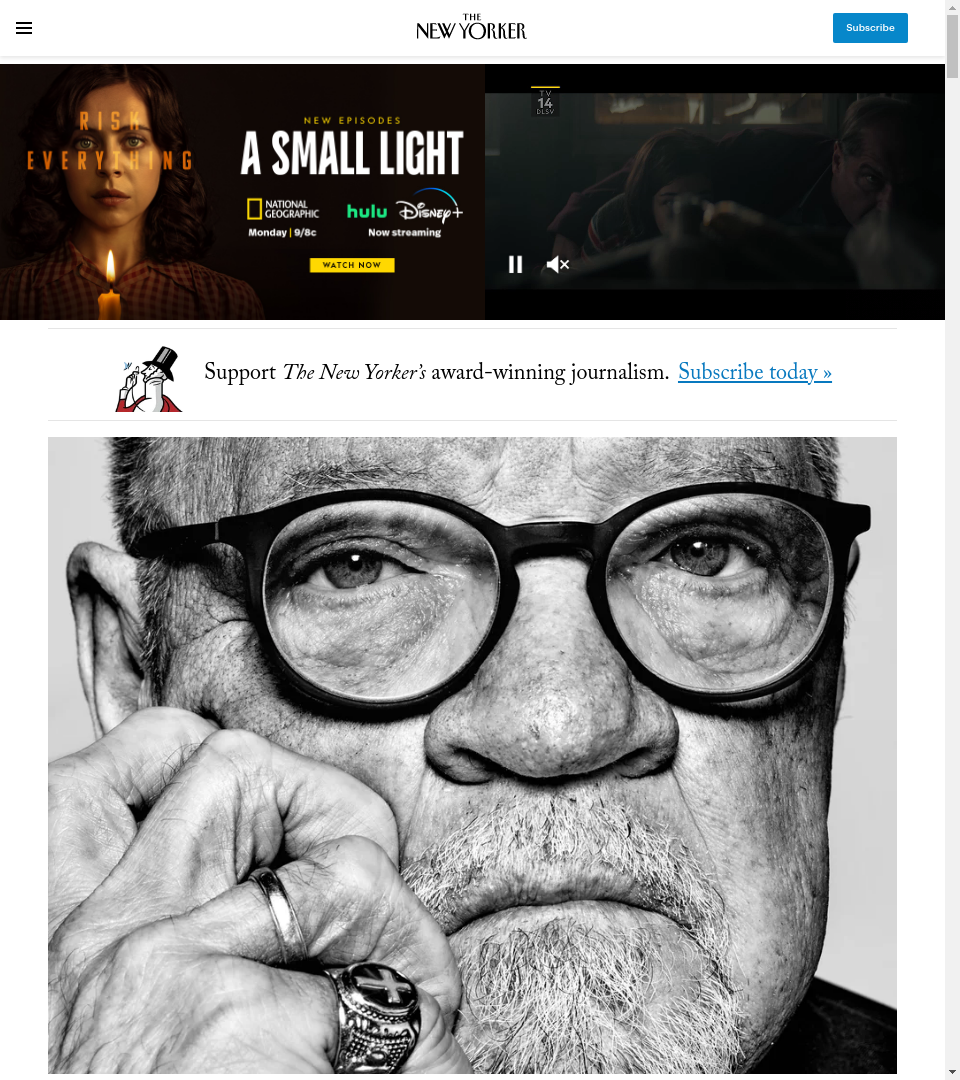 THE
NEW YORKER
Subscribe
RISK
EVERYTHING
NEW EPISODES
A SMALL LIGHT
NATIONAL
GEOGRAPHIC
hulu
Disney+
Monday | 9/8c
Now streaming
WATCH NOW
TV
14
DLSV
Support The New Yorker's award-winning journalism. Subscribe today »